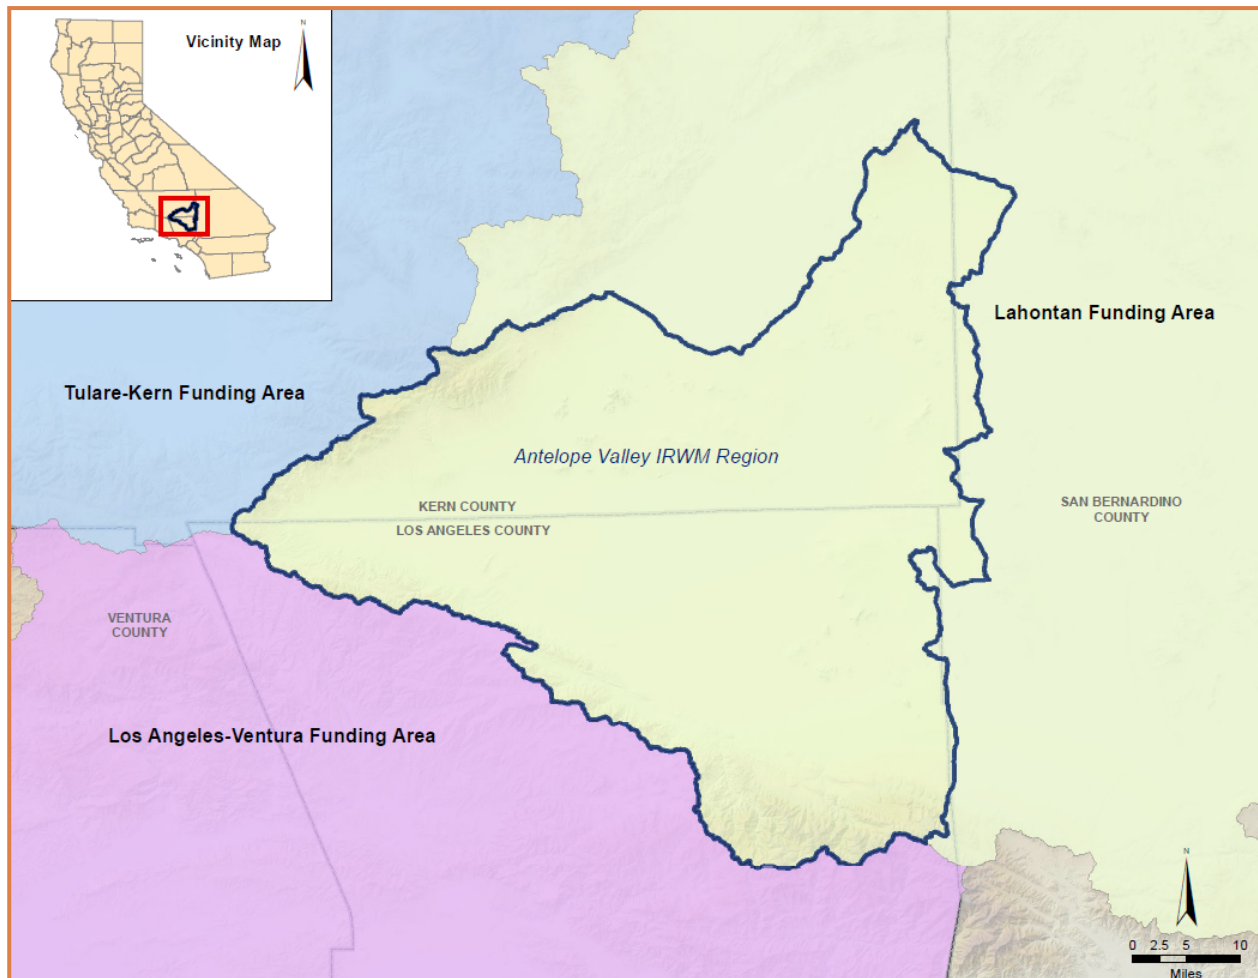 Vicinity Map
N
Lahontan Funding Area
Tulare-Kern Funding Area
Antelope Valley IRWM Region
KERN COUNTY
LOS ANGELES COUNTY
SAN BERNARDINO
COUNTY
VENTURA
COUNTY
Los Angeles-Ventura Funding Area
N
0 2.5 5 10
Miles